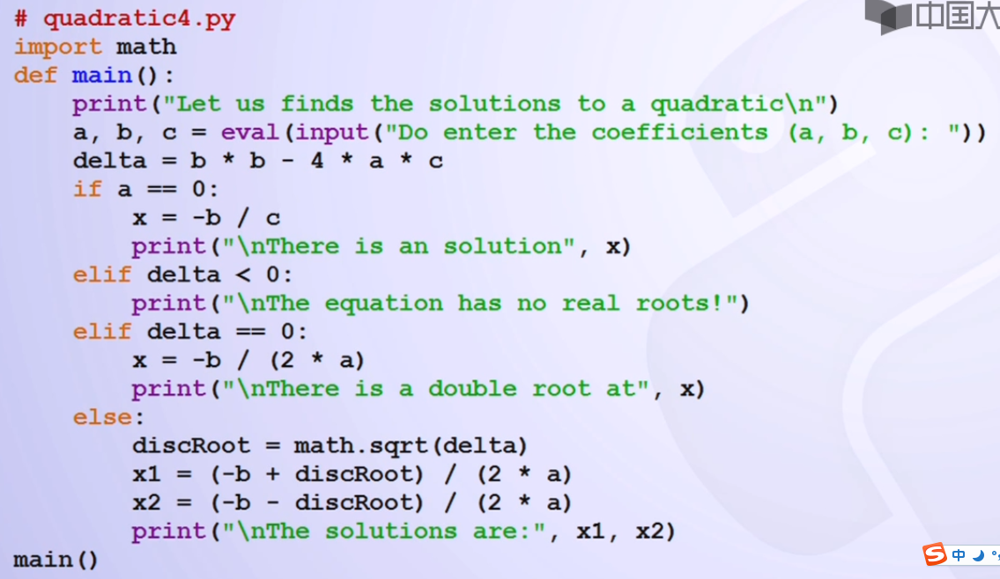 # quadratic4.py
import math
def main():
    print("Let us finds the solutions to a quadratic\n")
    a, b, c = eval(input("Do enter the coefficients (a, b, c): "))
    delta = b * b - 4 * a * c
    if a == 0:
        x = -b / c
        print("\nThere is an solution", x)
    elif delta < 0:
        print("\nThe equation has no real roots!")
    elif delta == 0:
        x = -b / (2 * a)
        print("\nThere is a double root at", x)
    else:
        discRoot = math.sqrt(delta)
        x1 = (-b + discRoot) / (2 * a)
        x2 = (-b - discRoot) / (2 * a)
        print("\nThe solutions are:", x1, x2)
main()
中国大
S中